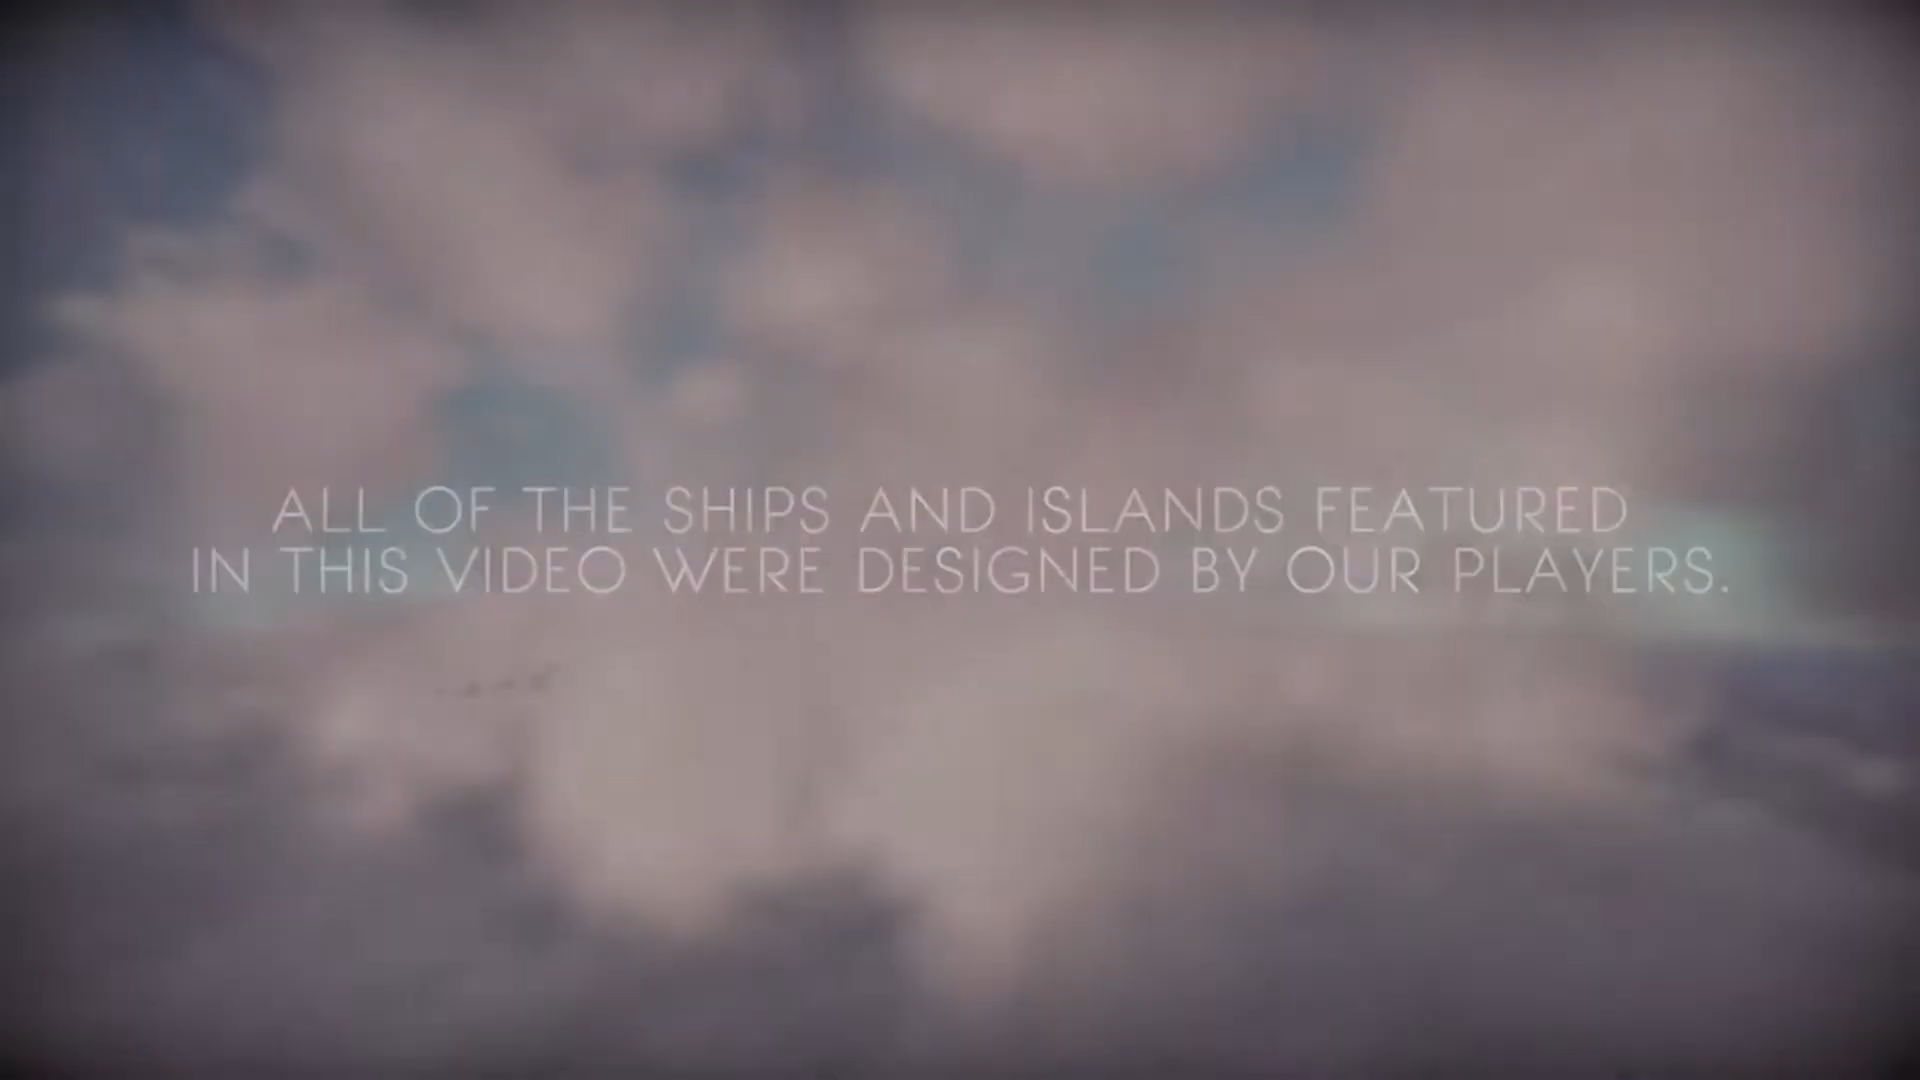 ALL OF THE SHIPS AND ISLANDS FEATURED
IN THIS VIDEO WERE DESIGNED BY OUR PLAYERS.